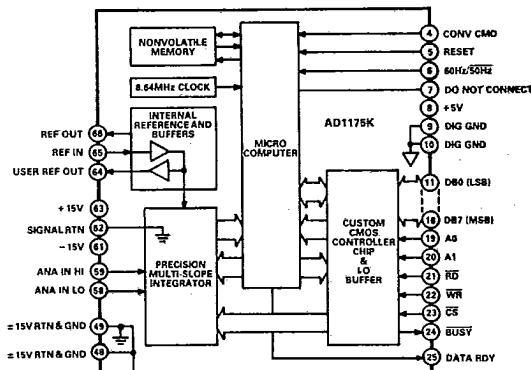 NONVOLATILE
MEMORY
8.64MHz CLOCK
INTERNAL
REFERENCE AND
BUFFERS
MICRO
COMPUTER
AD1175K
PRECISION
MULTI-SLOPE
INTEGRATOR
CUSTOM
CMOS
CONTROLLER
CHIP
&
I/O
BUFFER
REF OUT 66
REF IN 65
USER REF OUT 64
+15V 63
SIGNAL RTN 62
-15V 61
ANA IN HI 59
ANA IN LO 58
±15V RTN & GND 49
±15V RTN & GND 48
4 CONV CMD
5 RESET
6 60Hz/50Hz
7 DO NOT CONNECT
8 +5V
9 DIG GND
10 DIG GND
11 DB0 (LSB)
18 DB7 (MSB)
19 A0
20 A1
21 RD
22 WR
23 CS
24 BUSY
25 DATA RDY